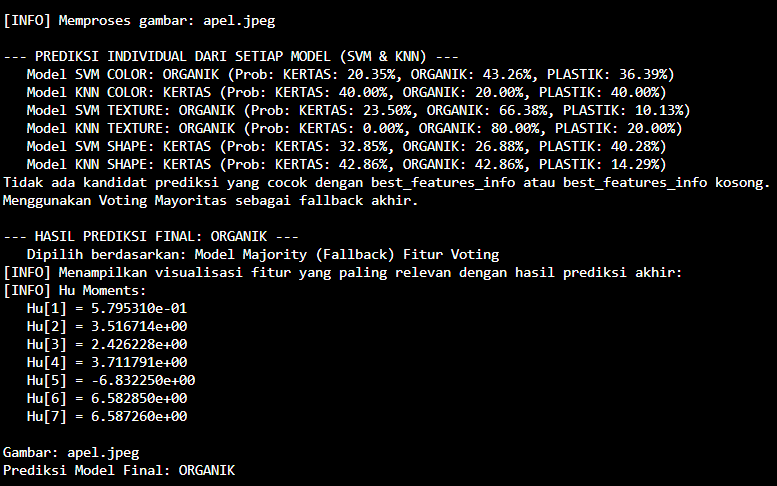 [INFO] Memproses gambar: apel.jpeg
--- PREDIKSI INDIVIDUAL DARI SETIAP MODEL (SVM & KNN) ---
Model SVM COLOR: ORGANIK (Prob: KERTAS: 20.35%, ORGANIK: 43.26%, PLASTIK: 36.39%)
Model KNN COLOR: KERTAS (Prob: KERTAS: 40.00%, ORGANIK: 20.00%, PLASTIK: 40.00%)
Model SVM TEXTURE: ORGANIK (Prob: KERTAS: 23.50%, ORGANIK: 66.38%, PLASTIK: 10.13%)
Model KNN TEXTURE: ORGANIK (Prob: KERTAS: 0.00%, ORGANIK: 80.00%, PLASTIK: 20.00%)
Model SVM SHAPE: KERTAS (Prob: KERTAS: 32.85%, ORGANIK: 26.88%, PLASTIK: 40.28%)
Model KNN SHAPE: KERTAS (Prob: KERTAS: 42.86%, ORGANIK: 42.86%, PLASTIK: 14.29%)
Tidak ada kandidat prediksi yang cocok dengan best_features_info atau best_features_info kosong.
Menggunakan Voting Mayoritas sebagai fallback akhir.
--- HASIL PREDIKSI FINAL: ORGANIK ---
Dipilih berdasarkan: Model Majority (Fallback) Fitur Voting
[INFO] Menampilkan visualisasi fitur yang paling relevan dengan hasil prediksi akhir:
[INFO] Hu Moments:
Hu[1] = 5.795310e-01
Hu[2] = 3.516714e+00
Hu[3] = 2.426228e+00
Hu[4] = 3.711791e+00
Hu[5] = -6.832250e+00
Hu[6] = 6.582850e+00
Hu[7] = 6.587260e+00
Gambar: apel.jpeg
Prediksi Model Final: ORGANIK